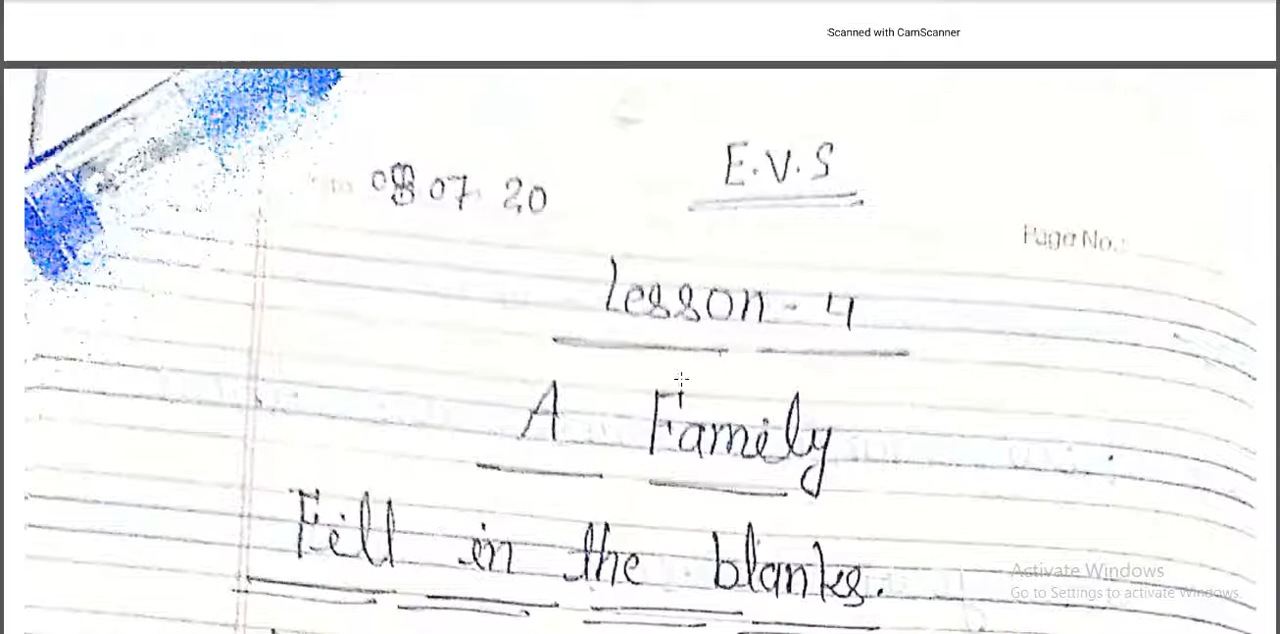 Scanned with CamScanner
E.V.S
08 07 20
Page No.:
Lesson - 4
A Family
Fill in the blanks.
Activate Windows
Go to Settings to activate Windows.